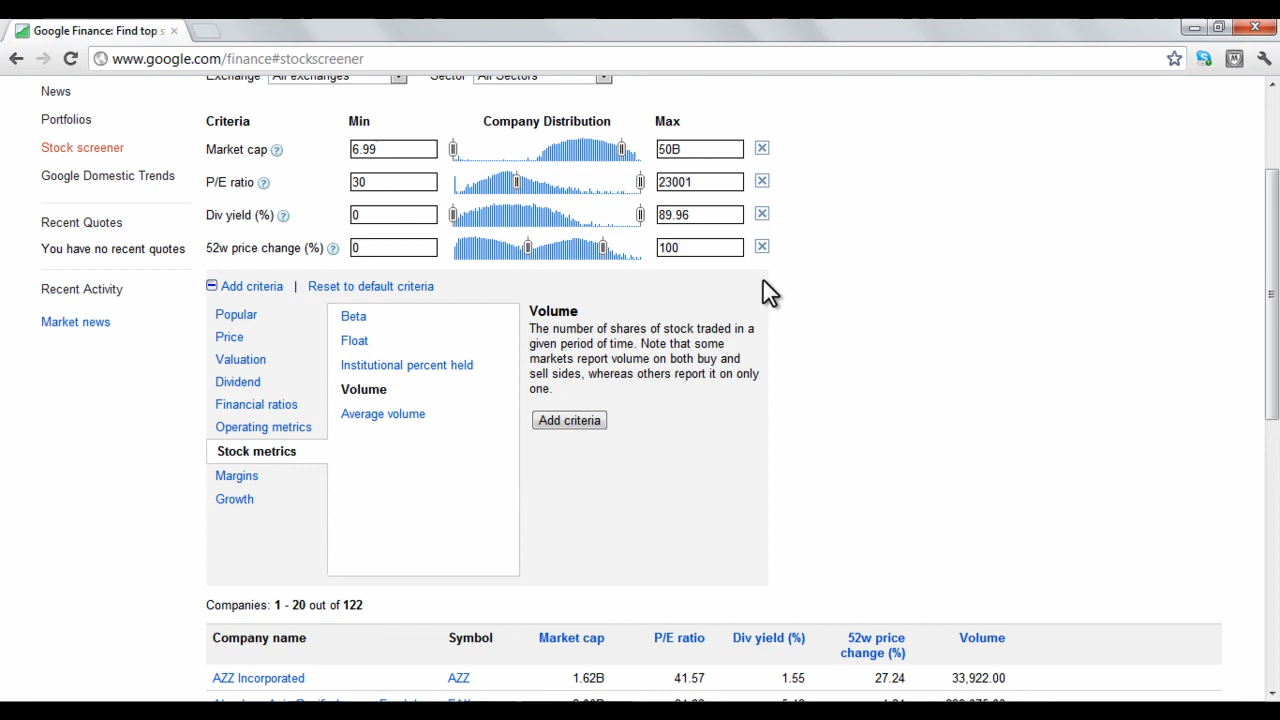 Google Finance: Find top s
www.google.com/finance#stockscreener
Exchange All exchanges Sector All Sectors
News
Portfolios
Stock screener
Google Domestic Trends
Recent Quotes
You have no recent quotes
Recent Activity
Market news
Criteria Min Company Distribution Max
Market cap ? 6.99 50B
P/E ratio ? 30 23001
Div yield (%) ? 0 89.96
52w price change (%) ? 0 100
Add criteria | Reset to default criteria
Popular
Price
Valuation
Dividend
Financial ratios
Operating metrics
Stock metrics
Margins
Growth
Beta
Float
Institutional percent held
Volume
Average volume
Volume
The number of shares of stock traded in a
given period of time. Note that some
markets report volume on both buy and
sell sides, whereas others report it on only
one.
Add criteria
Companies: 1 - 20 out of 122
Company name Symbol Market cap P/E ratio Div yield (%) 52w price change (%) Volume
AZZ Incorporated AZZ 1.62B 41.57 1.55 27.24 33,922.00